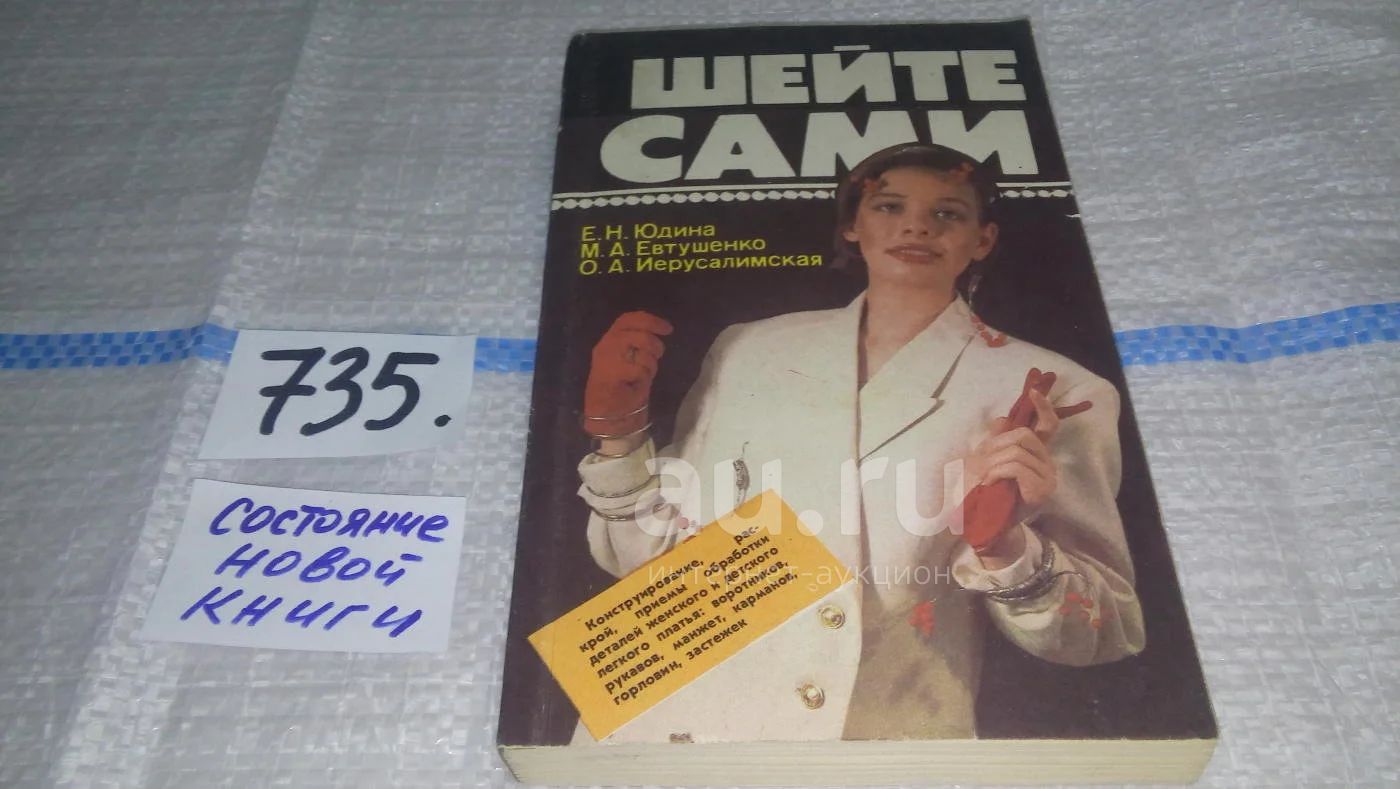 ШЕЙТЕ
САМИ
Е. Н. Юдина
М. А. Евтушенко
О. А. Иерусалимская
735.
Состояние
новой
книги
au.ru
интернет-аукцион
Конструирование, рас-
крой, приемы обработки
деталей женского и детского
легкого платья: воротников,
рукавов, манжет, карманов,
горловин, застежек